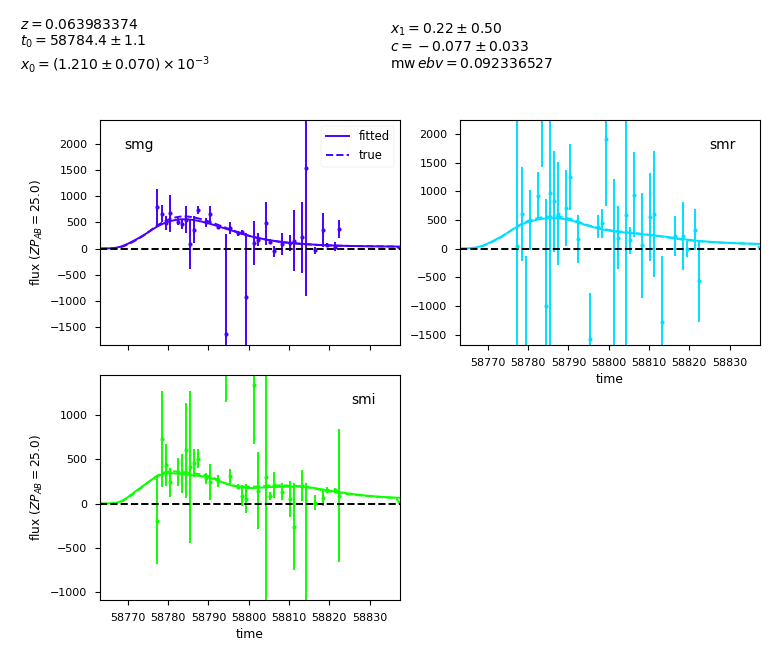 z = 0.063983374
t₀ = 58784.4 ± 1.1
x₀ = (1.210 ± 0.070) × 10⁻³
x₁ = 0.22 ± 0.50
c = −0.077 ± 0.033
mw ebv = 0.092336527
smg
fitted
true
2000
1500
1000
500
0
−500
−1000
−1500
flux (ZP_AB = 25.0)
smr
2000
1500
1000
500
0
−500
−1000
−1500
58770 58780 58790 58800 58810 58820 58830
time
smi
1000
500
0
−500
−1000
flux (ZP_AB = 25.0)
58770 58780 58790 58800 58810 58820 58830
time